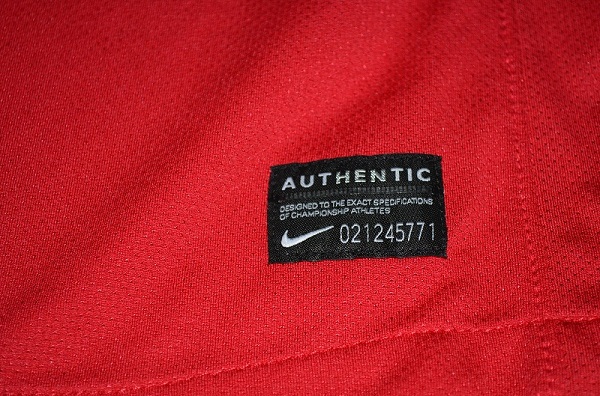 AUTHENTIC
DESIGNED TO THE EXACT SPECIFICATIONS
OF CHAMPIONSHIP ATHLETES
021245771